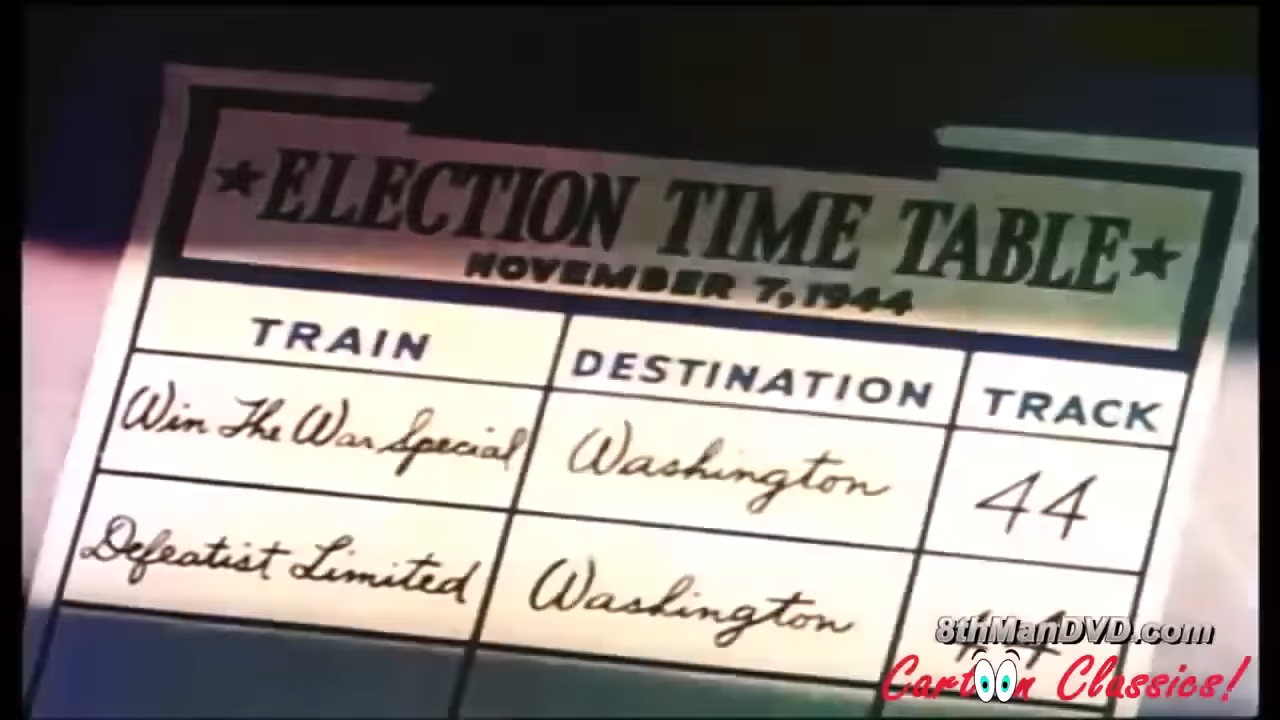 ★ELECTION TIME TABLE★
NOVEMBER 7, 1944
TRAIN DESTINATION TRACK
Win The War Special Washington 44
Defeatist Limited Washington
8thManDVD.com
Cartoon Classics!